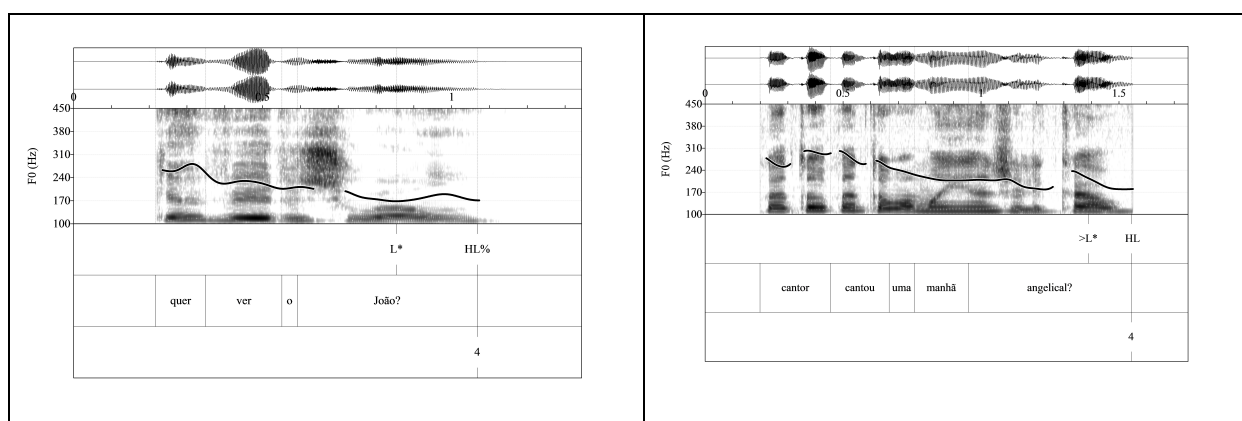 0 0.5 1
450
380
310
240
170
100
F0 (Hz)
L* HL%
quer ver o João?
4
0 0.5 1 1.5
450
380
310
240
170
100
F0 (Hz)
>L* HL
cantor cantou uma manhã angelical?
4